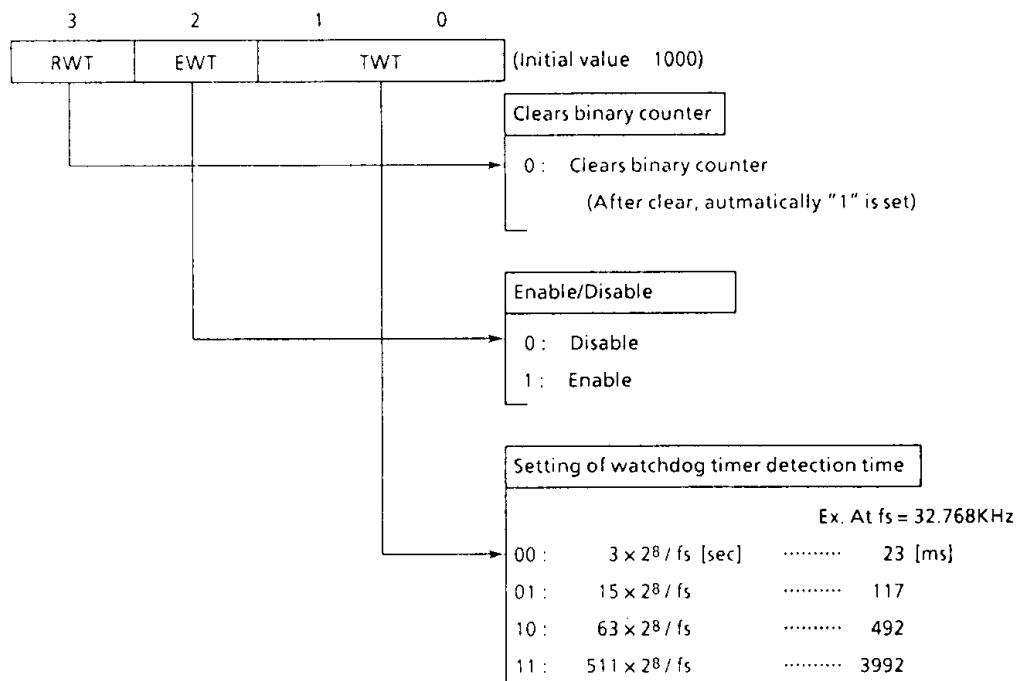 3 2 1 0
RWT EWT TWT (Initial value 1000)
Clears binary counter
0 : Clears binary counter
(After clear, autmatically "1" is set)
Enable/Disable
0 : Disable
1 : Enable
Setting of watchdog timer detection time
Ex. At fs = 32.768KHz
00 : 3 × 2⁸ / fs [sec] ·········· 23 [ms]
01 : 15 × 2⁸ / fs ·········· 117
10 : 63 × 2⁸ / fs ·········· 492
11 : 511 × 2⁸ / fs ·········· 3992